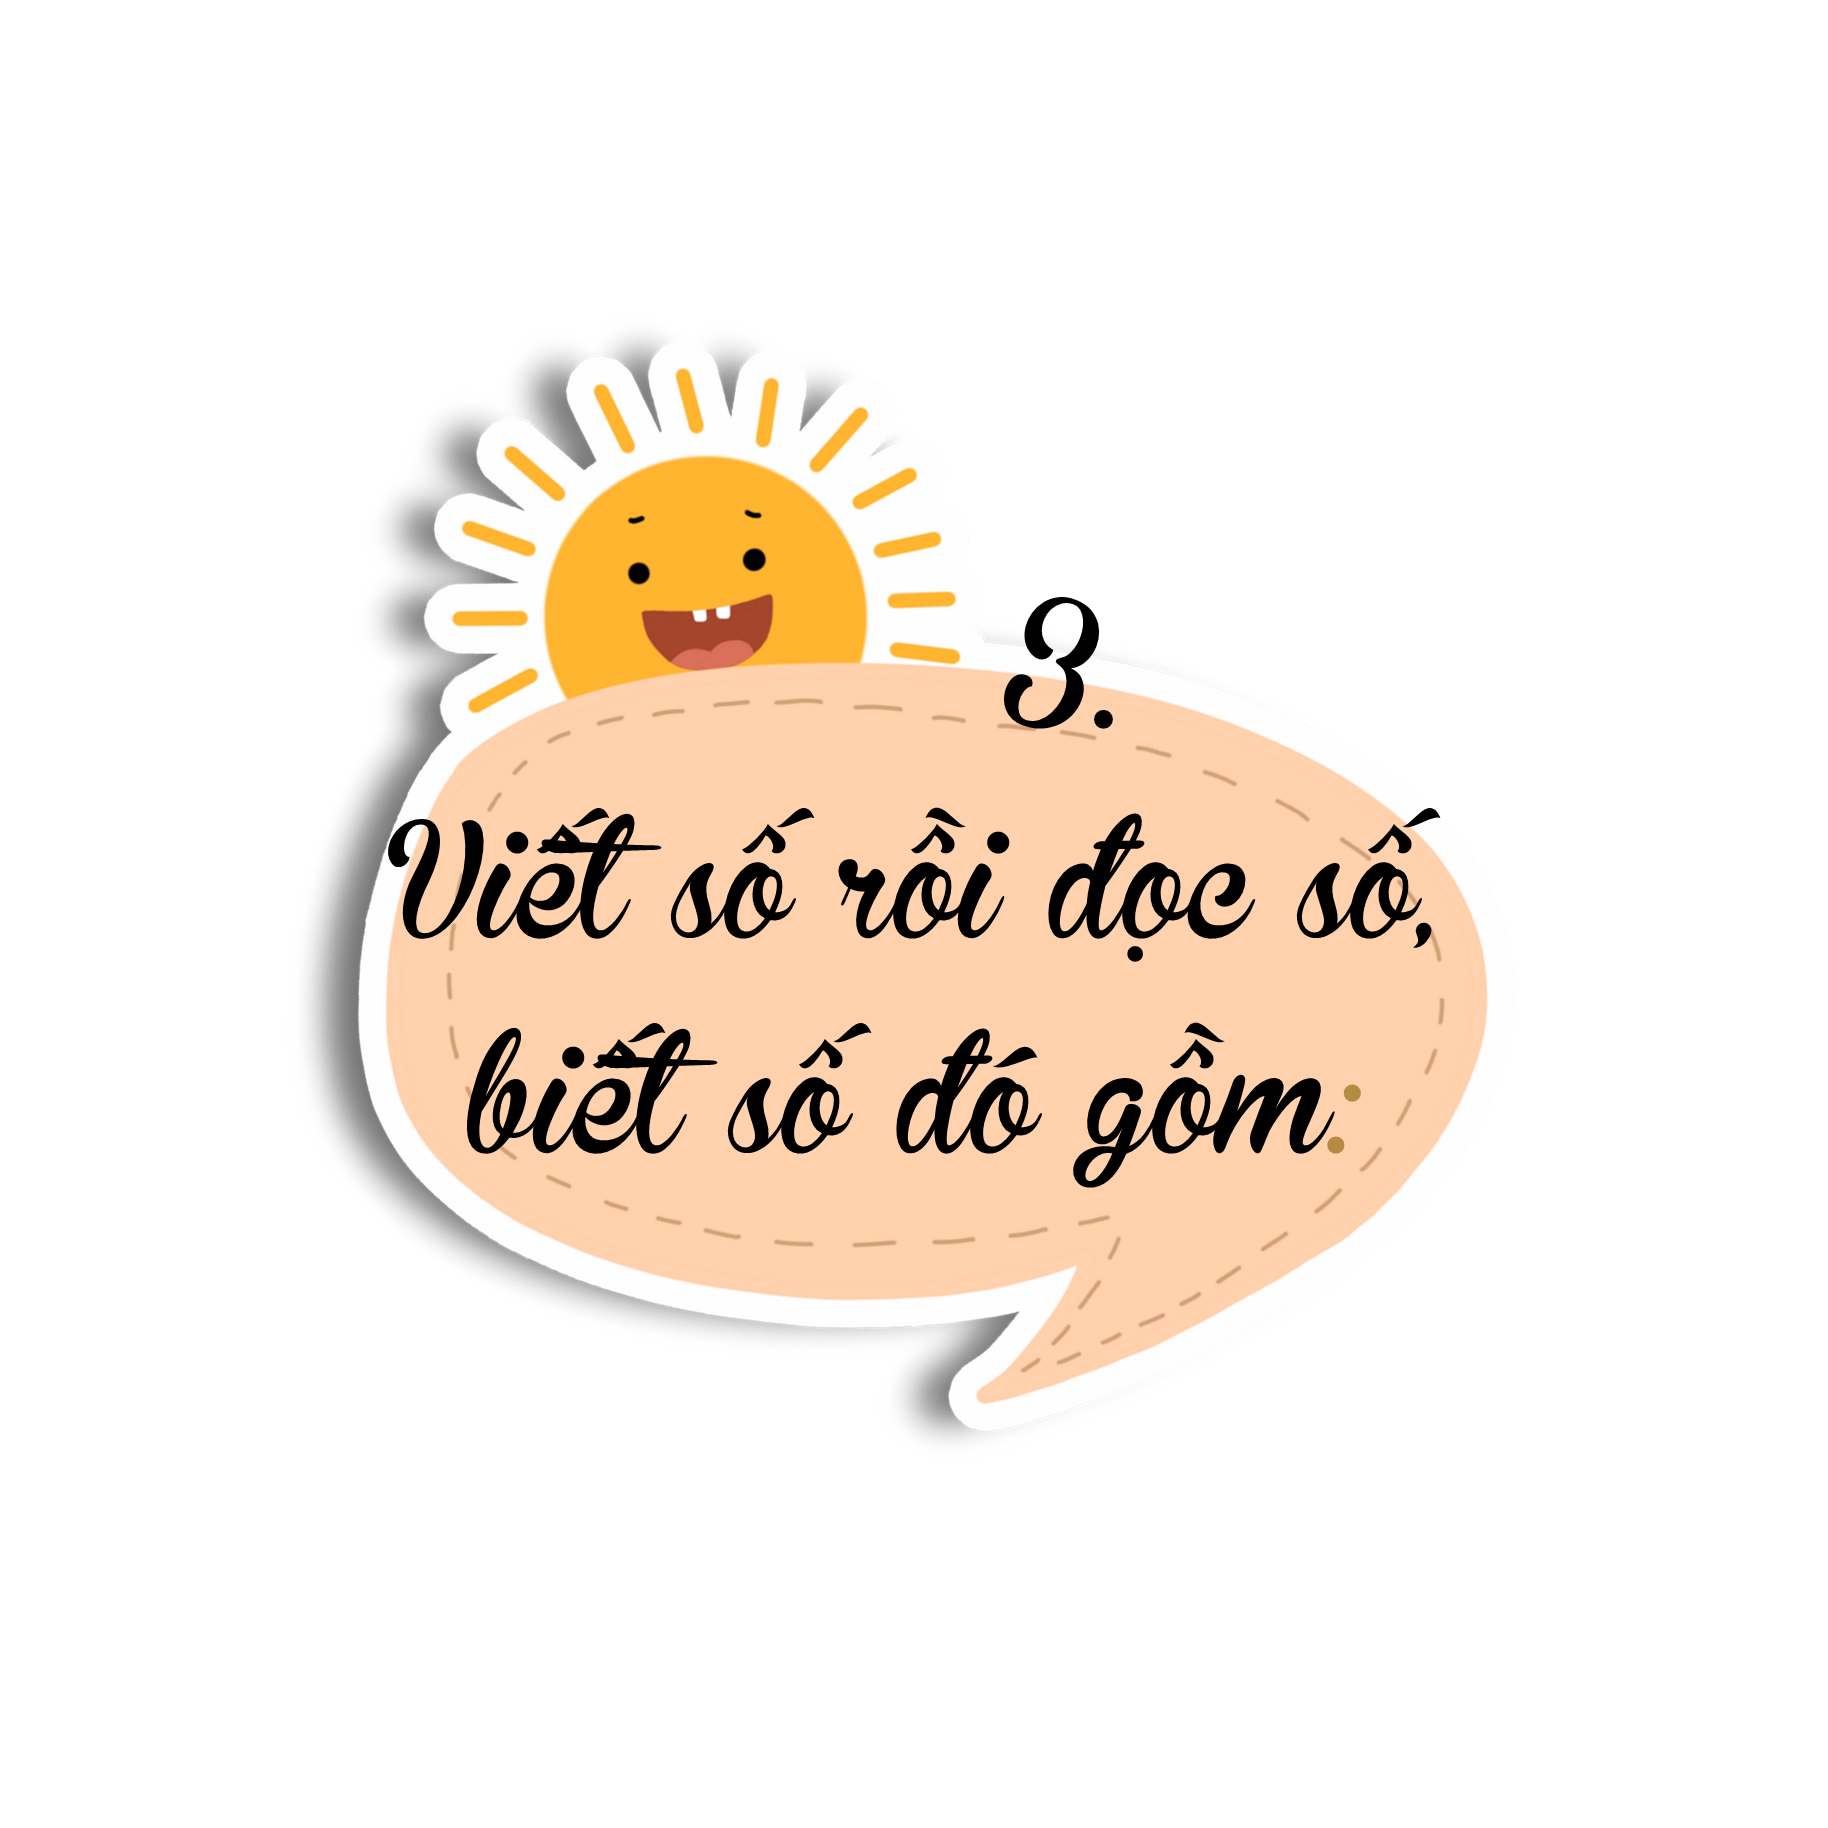 3.
Viết số rồi đọc số,
biết số đó gồm: